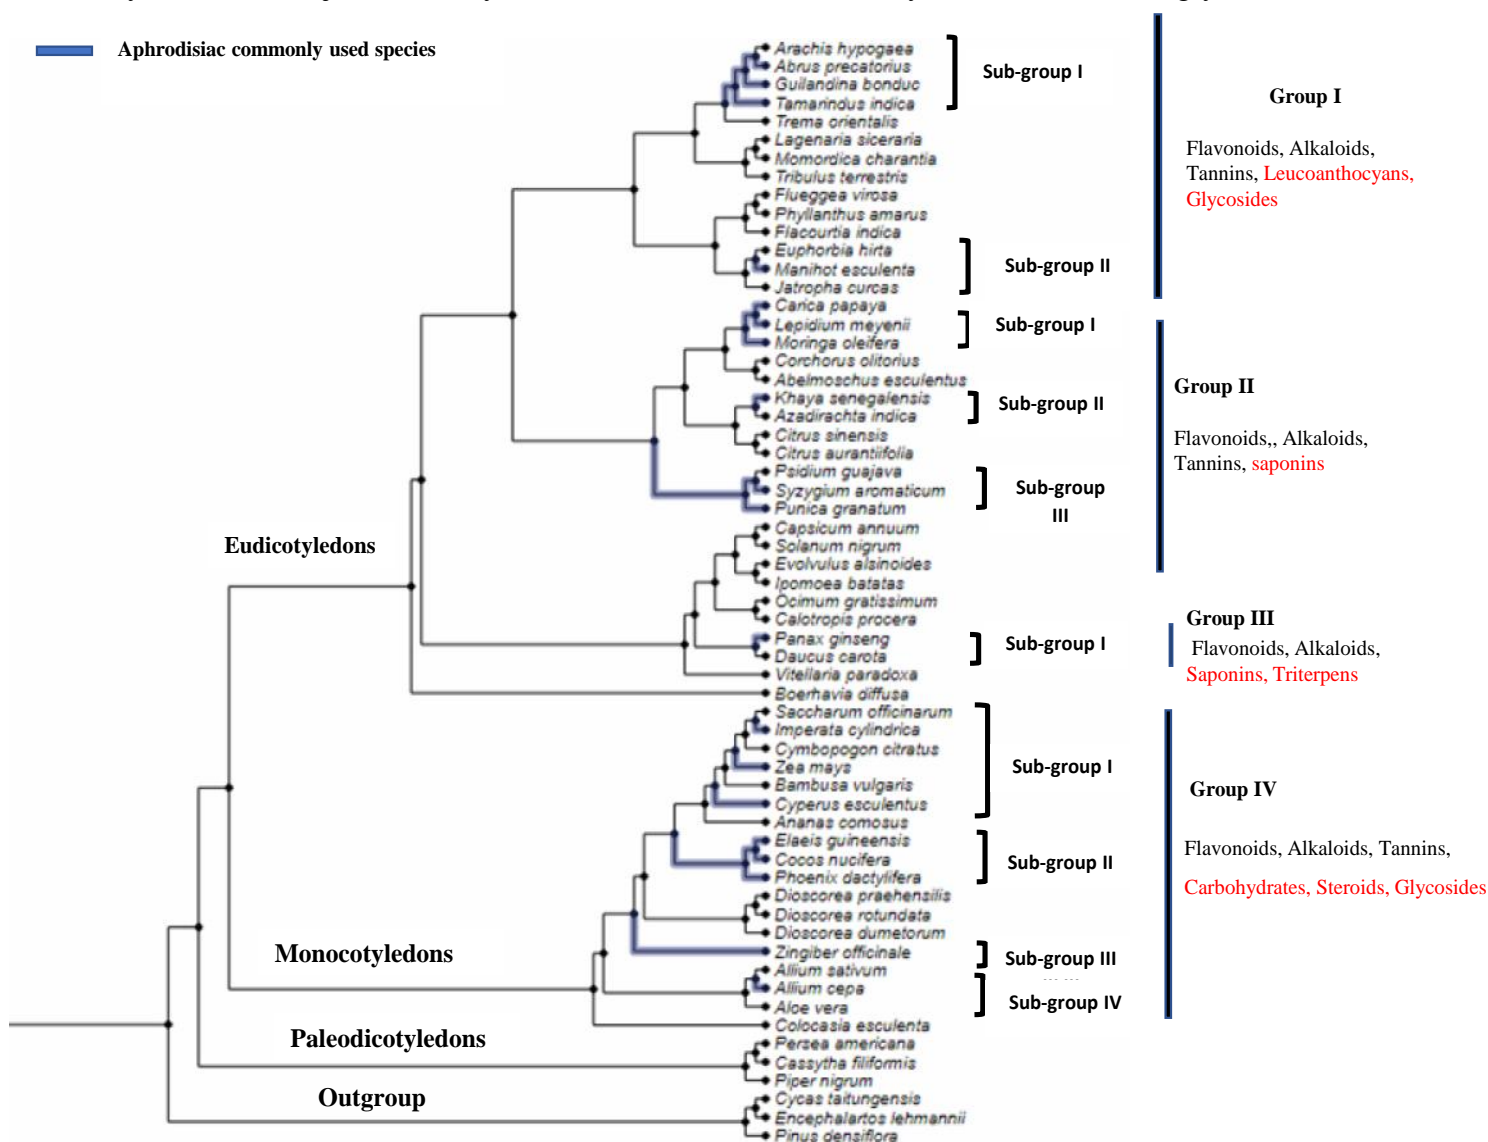 Aphrodisiac commonly used species
Arachis hypogaea
Abrus precatorius
Guilandina bonduc
Tamarindus indica
Trema orientalis
Lagenaria siceraria
Momordica charantia
Tribulus terrestris
Flueggea virosa
Phyllanthus amarus
Flacourtia indica
Euphorbia hirta
Manihot esculenta
Jatropha curcas
Carica papaya
Lepidium meyenii
Moringa oleifera
Corchorus olitorius
Abelmoschus esculentus
Khaya senegalensis
Azadirachta indica
Citrus sinensis
Citrus aurantiifolia
Psidium guajava
Syzygium aromaticum
Punica granatum
Capsicum annuum
Solanum nigrum
Evolvulus alsinoides
Ipomoea batatas
Ocimum gratissimum
Calotropis procera
Panax ginseng
Daucus carota
Vitellaria paradoxa
Boerhavia diffusa
Saccharum officinarum
Imperata cylindrica
Cymbopogon citratus
Zea mays
Bambusa vulgaris
Cyperus esculentus
Ananas comosus
Elaeis guineensis
Cocos nucifera
Phoenix dactylifera
Dioscorea praehensilis
Dioscorea rotundata
Dioscorea dumetorum
Zingiber officinale
Allium sativum
Allium cepa
Aloe vera
Colocasia esculenta
Persea americana
Cassytha filiformis
Piper nigrum
Cycas taitungensis
Encephalartos lehmannii
Pinus densiflora
Eudicotyledons
Monocotyledons
Paleodicotyledons
Outgroup
Sub-group I
Sub-group II
Sub-group I
Sub-group II
Sub-group
III
Sub-group I
Sub-group I
Sub-group II
Sub-group III
Sub-group IV
Group I
Flavonoids, Alkaloids,
Tannins, Leucoanthocyans,
Glycosides
Group II
Flavonoids,, Alkaloids,
Tannins, saponins
Group III
Flavonoids, Alkaloids,
Saponins, Triterpens
Group IV
Flavonoids, Alkaloids, Tannins,
Carbohydrates, Steroids, Glycosides